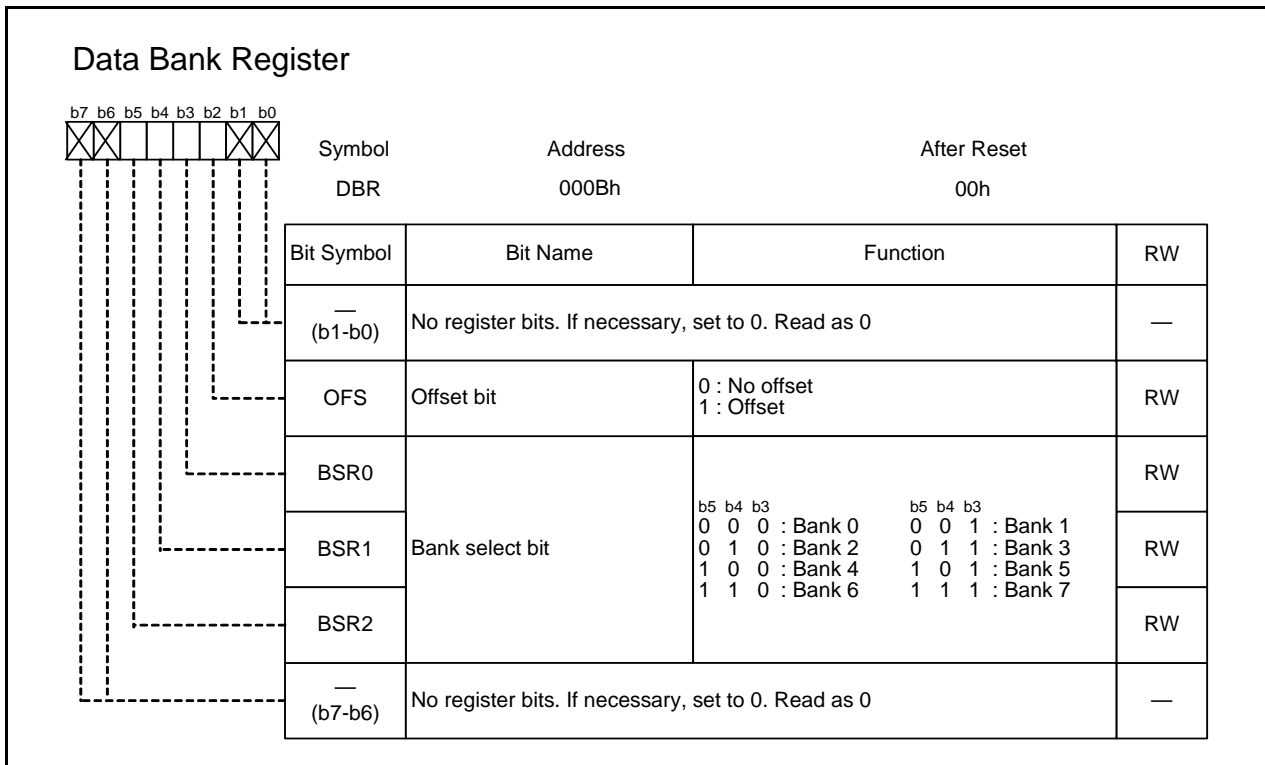 Data Bank Register
b7 b6 b5 b4 b3 b2 b1 b0
Symbol Address After Reset
DBR 000Bh 00h
Bit Symbol Bit Name Function RW
—
(b1-b0) No register bits. If necessary, set to 0. Read as 0 —
OFS Offset bit 0 : No offset RW
1 : Offset
BSR0 RW
b5 b4 b3 b5 b4 b3
0 0 0 : Bank 0 0 0 1 : Bank 1
BSR1 Bank select bit 0 1 0 : Bank 2 0 1 1 : Bank 3 RW
1 0 0 : Bank 4 1 0 1 : Bank 5
1 1 0 : Bank 6 1 1 1 : Bank 7
BSR2 RW
—
(b7-b6) No register bits. If necessary, set to 0. Read as 0 —